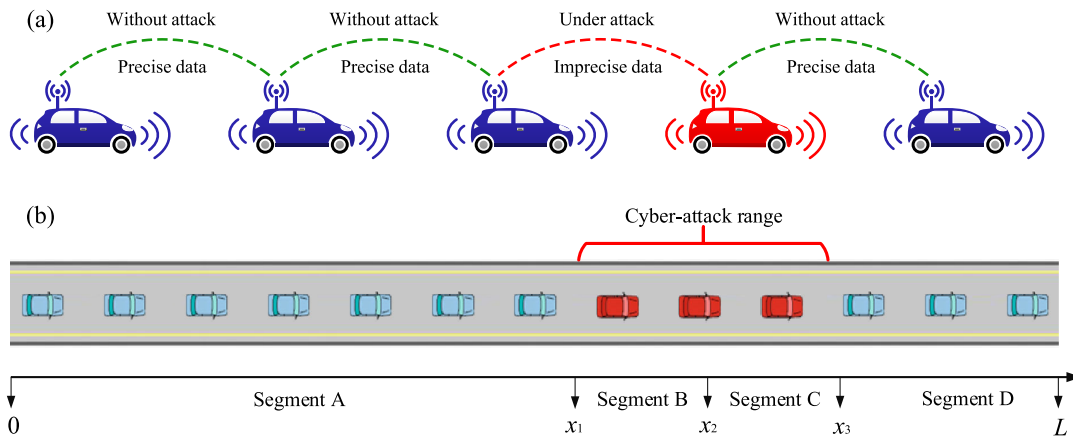 (a)
Without attack Without attack Under attack Without attack
Precise data Precise data Imprecise data Precise data
(b)
Cyber-attack range
Segment A Segment B Segment C Segment D
0 x1 x2 x3 L